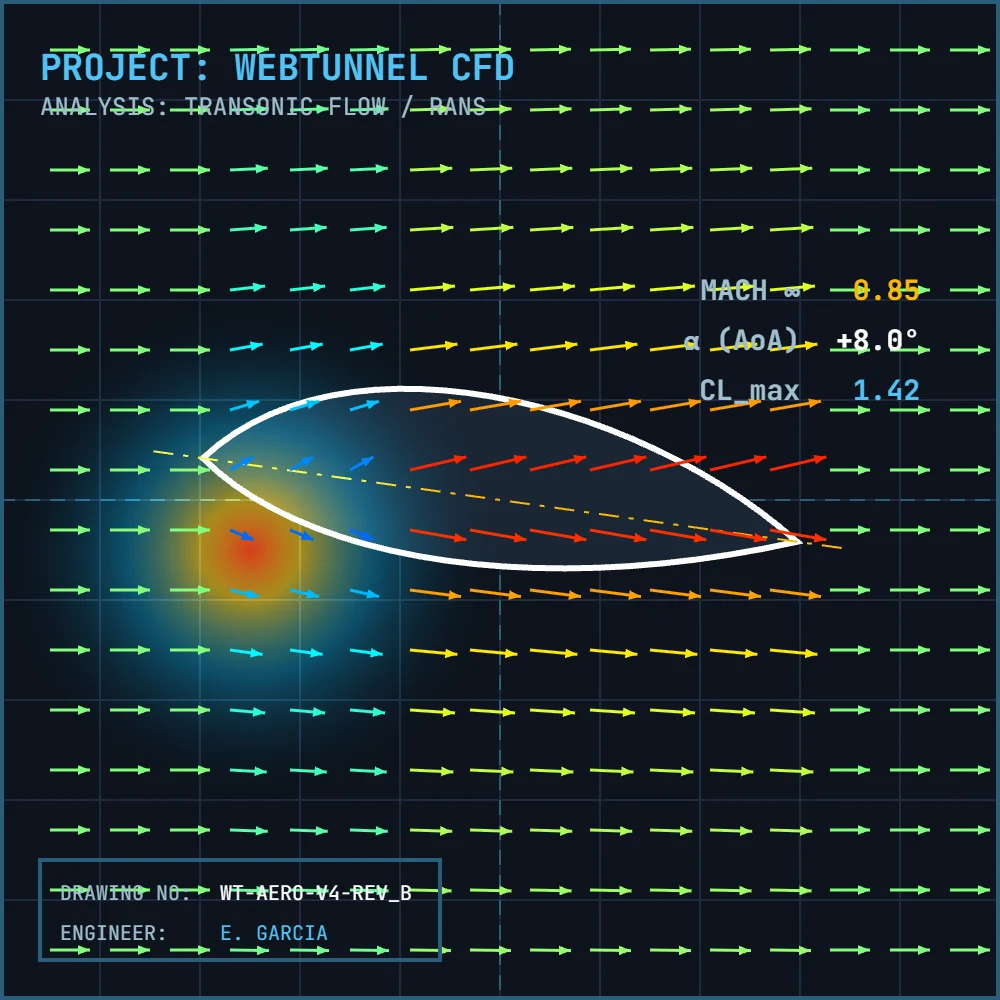 PROJECT: WEBTUNNEL CFD
ANALYSIS: TRANSONIC FLOW / RANS
MACH ∞ 0.85
α (AoA) +8.0°
CL_max 1.42
DRAWING NO: WT-AERO-V4-REV_B
ENGINEER: E. GARCIA